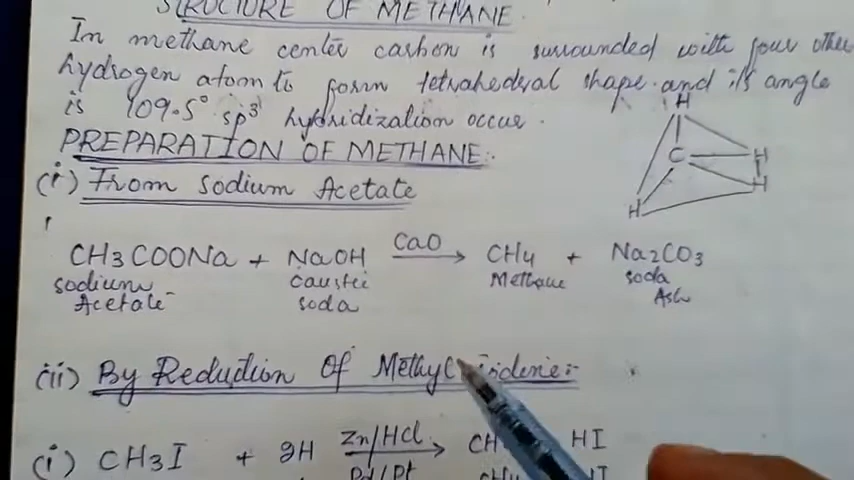 STRUCTURE OF METHANE.
In methane center carbon is surrounded with four other
hydrogen atom to form tetrahedral shape and its angle
is 109.5° sp³ hybridization occur.
PREPARATION OF METHANE:-
H
C H
H
H
(i) From Sodium Acetate
CH3COONa + NaOH CaO → CH4 + Na2CO3
sodium caustic Methane soda
Acetate soda Ash
(ii) By Reduction Of Methyl
(i) CH3I + 2H Zn/HCl → CH HI
Pd/Pt